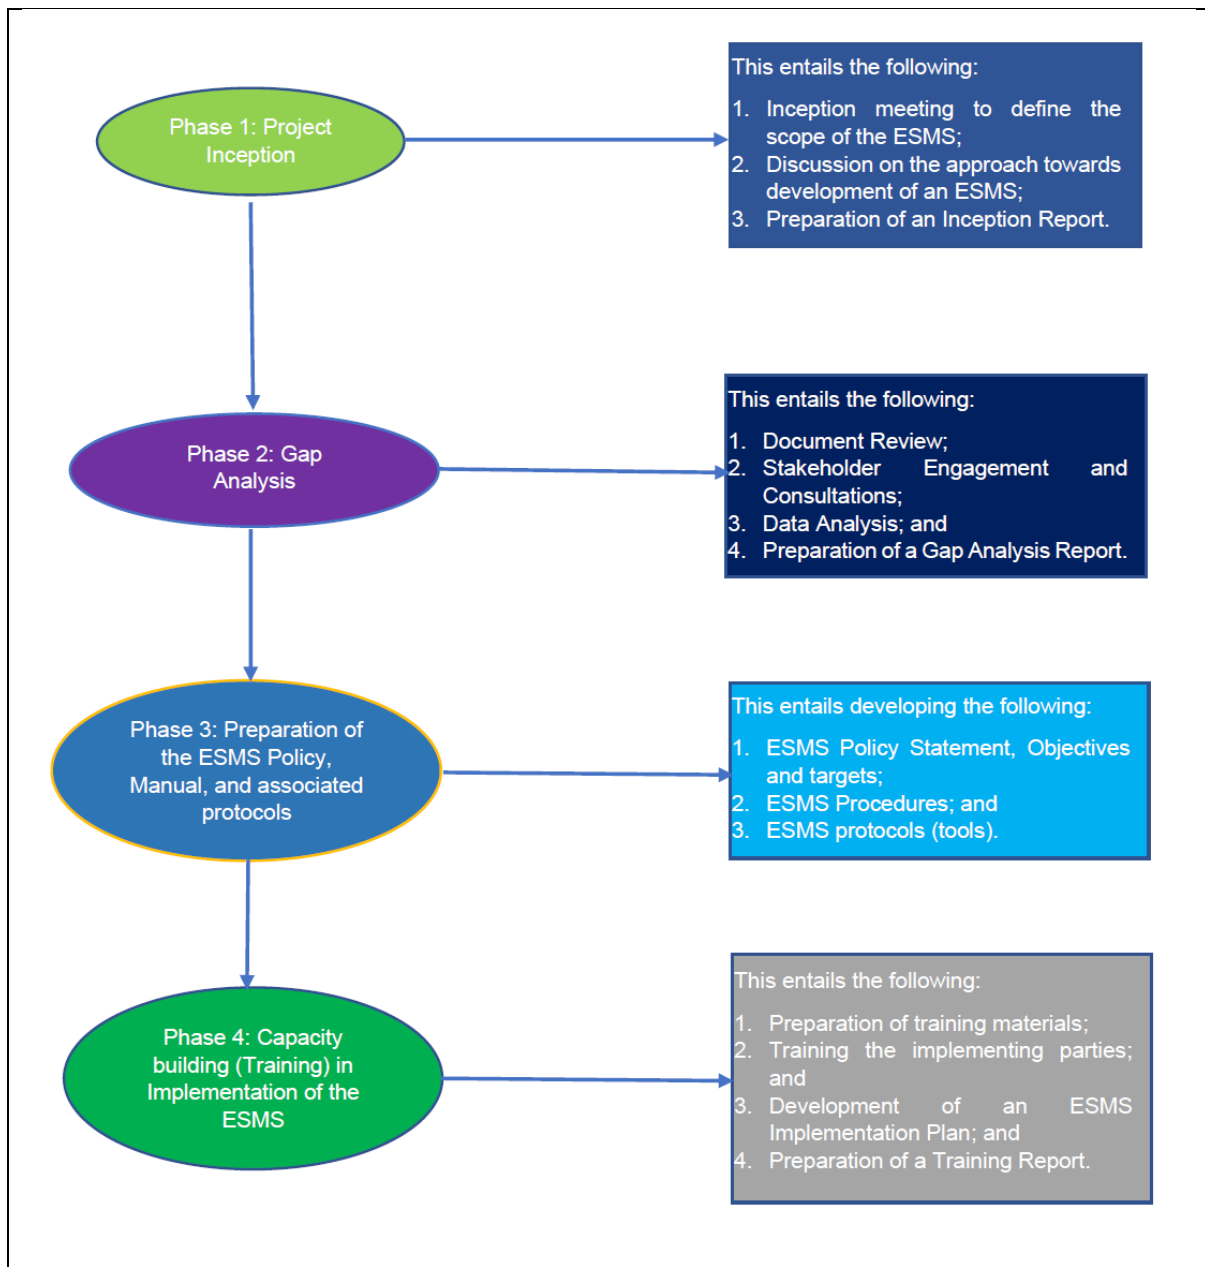 Phase 1: Project
Inception
This entails the following:
1. Inception meeting to define the
scope of the ESMS;
2. Discussion on the approach towards
development of an ESMS;
3. Preparation of an Inception Report.
Phase 2: Gap
Analysis
This entails the following:
1. Document Review;
2. Stakeholder Engagement and
Consultations;
3. Data Analysis; and
4. Preparation of a Gap Analysis Report.
Phase 3: Preparation of
the ESMS Policy,
Manual, and associated
protocols
This entails developing the following:
1. ESMS Policy Statement, Objectives
and targets;
2. ESMS Procedures; and
3. ESMS protocols (tools).
Phase 4: Capacity
building (Training) in
Implementation of the
ESMS
This entails the following:
1. Preparation of training materials;
2. Training the implementing parties;
and
3. Development of an ESMS
Implementation Plan; and
4. Preparation of a Training Report.